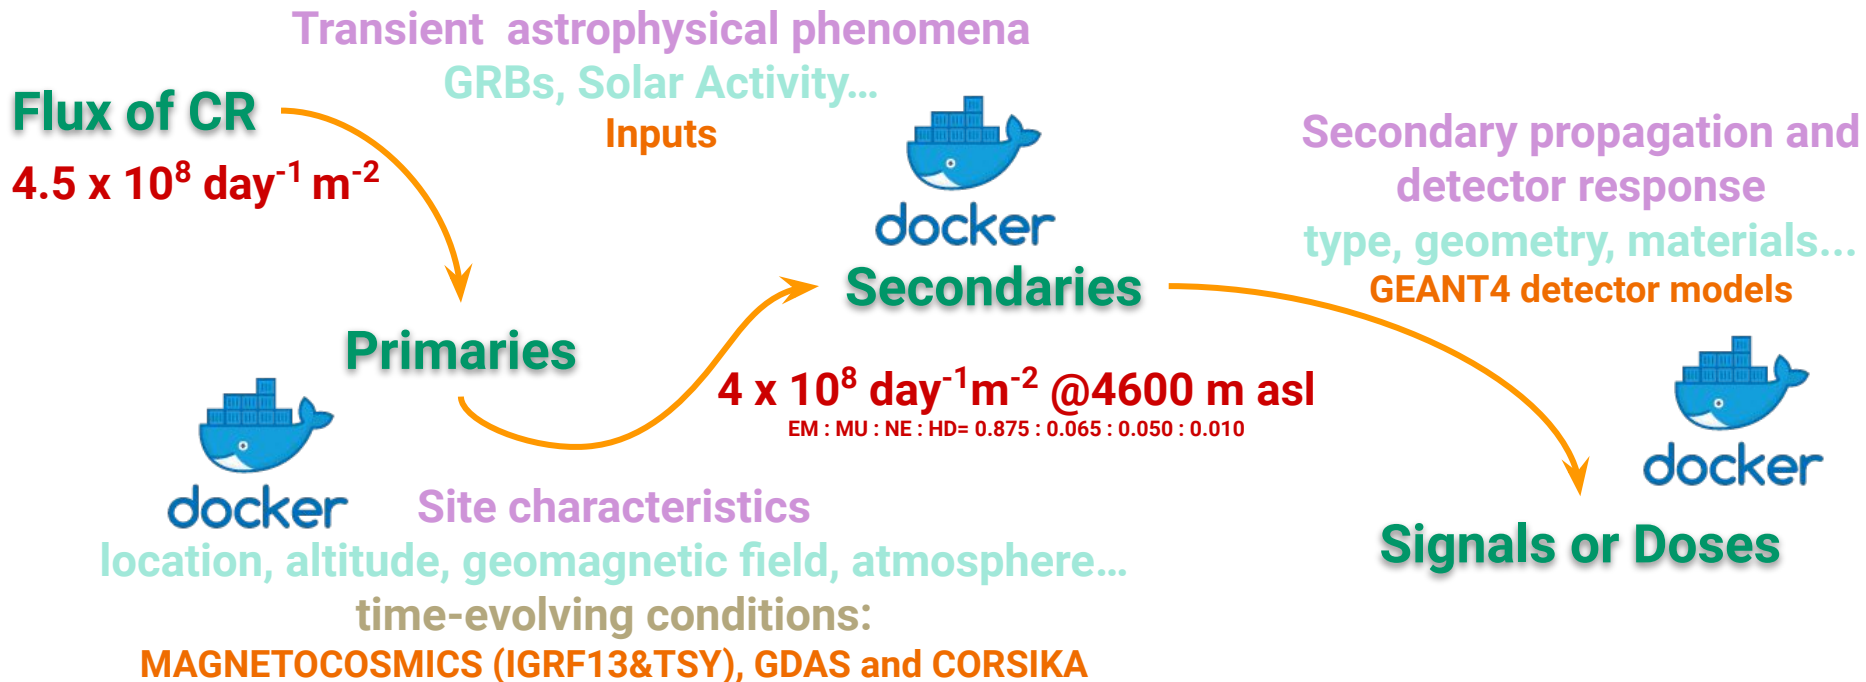 Transient astrophysical phenomena
GRBs, Solar Activity...
Inputs
Flux of CR
4.5 x 10⁸ day⁻¹ m⁻²
docker
Secondary propagation and
detector response
type, geometry, materials...
GEANT4 detector models
Secondaries
Primaries
4 x 10⁸ day⁻¹m⁻² @4600 m asl
EM : MU : NE : HD= 0.875 : 0.065 : 0.050 : 0.010
docker
docker
Signals or Doses
Site characteristics
location, altitude, geomagnetic field, atmosphere...
time-evolving conditions:
MAGNETOCOSMICS (IGRF13&TSY), GDAS and CORSIKA